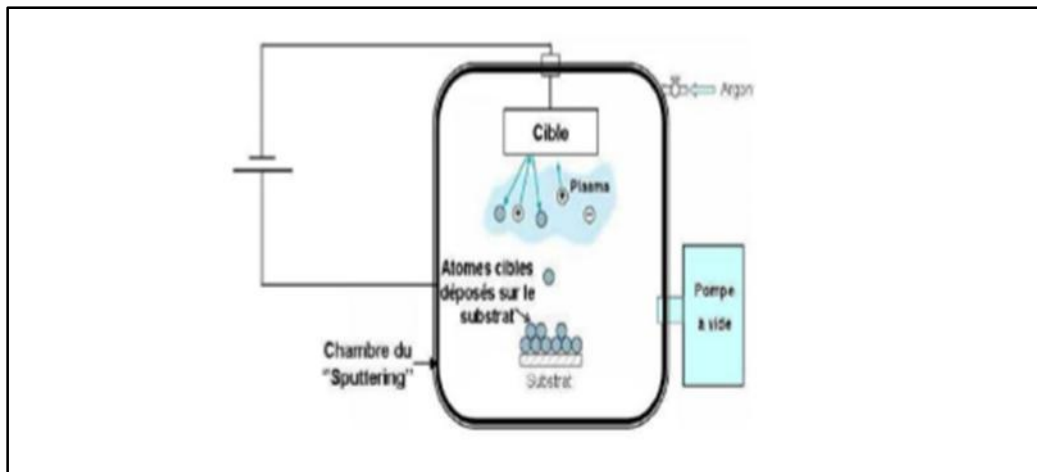 Argon
Cible
Plasma
Atomes cibles
déposés sur le
substrat
Pompe
à vide
Chambre du
"Sputtering"
Substrat